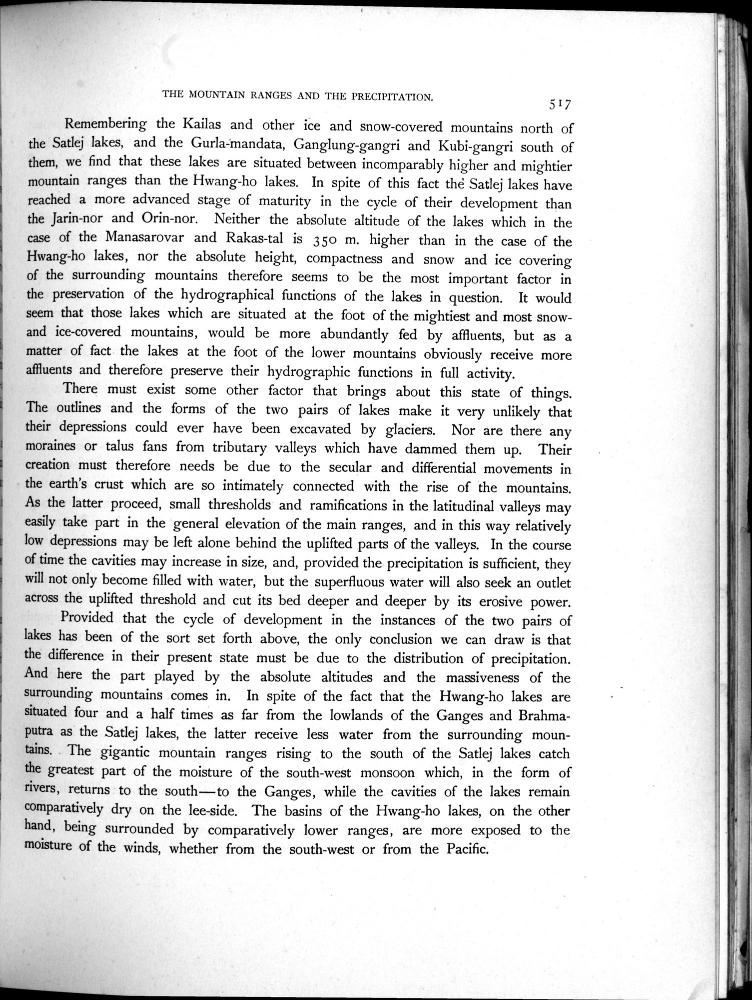 THE MOUNTAIN RANGES AND THE PRECIPITATION.
517
Remembering the Kailas and other ice and snow-covered mountains north of
the Satlej lakes, and the Gurla-mandata, Ganglung-gangri and Kubi-gangri south of
them, we find that these lakes are situated between incomparably higher and mightier
mountain ranges than the Hwang-ho lakes. In spite of this fact the Satlej lakes have
reached a more advanced stage of maturity in the cycle of their development than
the Jarin-nor and Orin-nor. Neither the absolute altitude of the lakes which in the
case of the Manasarovar and Rakas-tal is 350 m. higher than in the case of the
Hwang-ho lakes, nor the absolute height, compactness and snow and ice covering
of the surrounding mountains therefore seems to be the most important factor in
the preservation of the hydrographical functions of the lakes in question. It would
seem that those lakes which are situated at the foot of the mightiest and most snow-
and ice-covered mountains, would be more abundantly fed by affluents, but as a
matter of fact the lakes at the foot of the lower mountains obviously receive more
affluents and therefore preserve their hydrographic functions in full activity.
There must exist some other factor that brings about this state of things.
The outlines and the forms of the two pairs of lakes make it very unlikely that
their depressions could ever have been excavated by glaciers. Nor are there any
moraines or talus fans from tributary valleys which have dammed them up. Their
creation must therefore needs be due to the secular and differential movements in
the earth's crust which are so intimately connected with the rise of the mountains.
As the latter proceed, small thresholds and ramifications in the latitudinal valleys may
easily take part in the general elevation of the main ranges, and in this way relatively
low depressions may be left alone behind the uplifted parts of the valleys. In the course
of time the cavities may increase in size, and, provided the precipitation is sufficient, they
will not only become filled with water, but the superfluous water will also seek an outlet
across the uplifted threshold and cut its bed deeper and deeper by its erosive power.
Provided that the cycle of development in the instances of the two pairs of
lakes has been of the sort set forth above, the only conclusion we can draw is that
the difference in their present state must be due to the distribution of precipitation.
And here the part played by the absolute altitudes and the massiveness of the
surrounding mountains comes in. In spite of the fact that the Hwang-ho lakes are
situated four and a half times as far from the lowlands of the Ganges and Brahma-
putra as the Satlej lakes, the latter receive less water from the surrounding moun-
tains. The gigantic mountain ranges rising to the south of the Satlej lakes catch
the greatest part of the moisture of the south-west monsoon which, in the form of
rivers, returns to the south—to the Ganges, while the cavities of the lakes remain
comparatively dry on the lee-side. The basins of the Hwang-ho lakes, on the other
hand, being surrounded by comparatively lower ranges, are more exposed to the
moisture of the winds, whether from the south-west or from the Pacific.